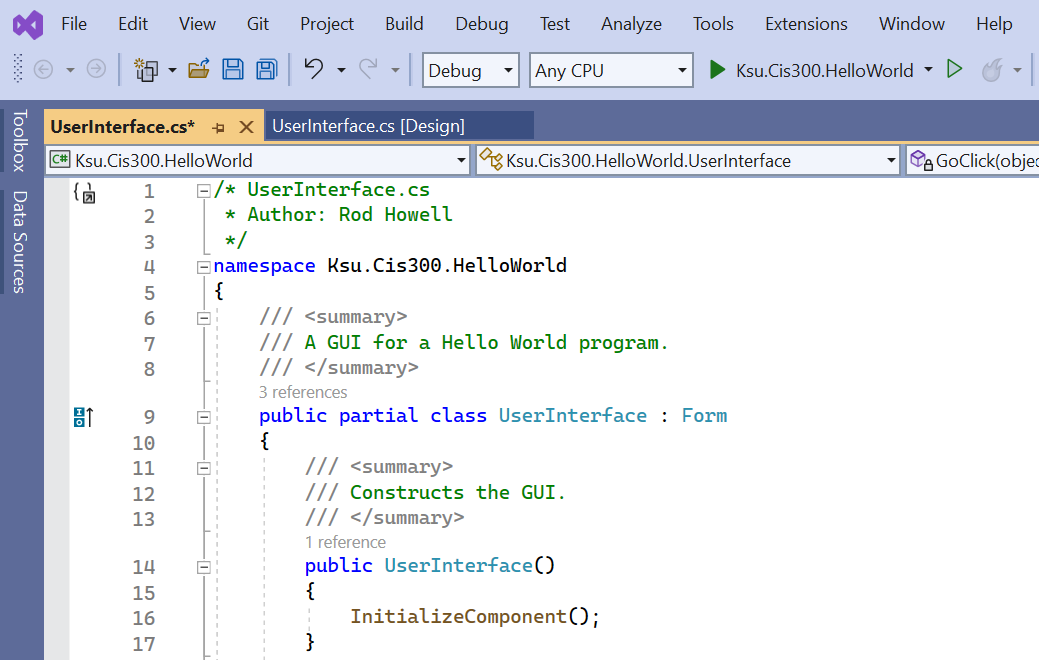 File Edit View Git Project Build Debug Test Analyze Tools Extensions Window Help
Debug Any CPU Ksu.Cis300.HelloWorld
Toolbox
Data Sources
UserInterface.cs* UserInterface.cs [Design]
C# Ksu.Cis300.HelloWorld Ksu.Cis300.HelloWorld.UserInterface GoClick(objec
1 /* UserInterface.cs
2  * Author: Rod Howell
3  */
4 namespace Ksu.Cis300.HelloWorld
5 {
6     /// <summary>
7     /// A GUI for a Hello World program.
8     /// </summary>
3 references
9     public partial class UserInterface : Form
10     {
11         /// <summary>
12         /// Constructs the GUI.
13         /// </summary>
1 reference
14         public UserInterface()
15         {
16             InitializeComponent();
17         }